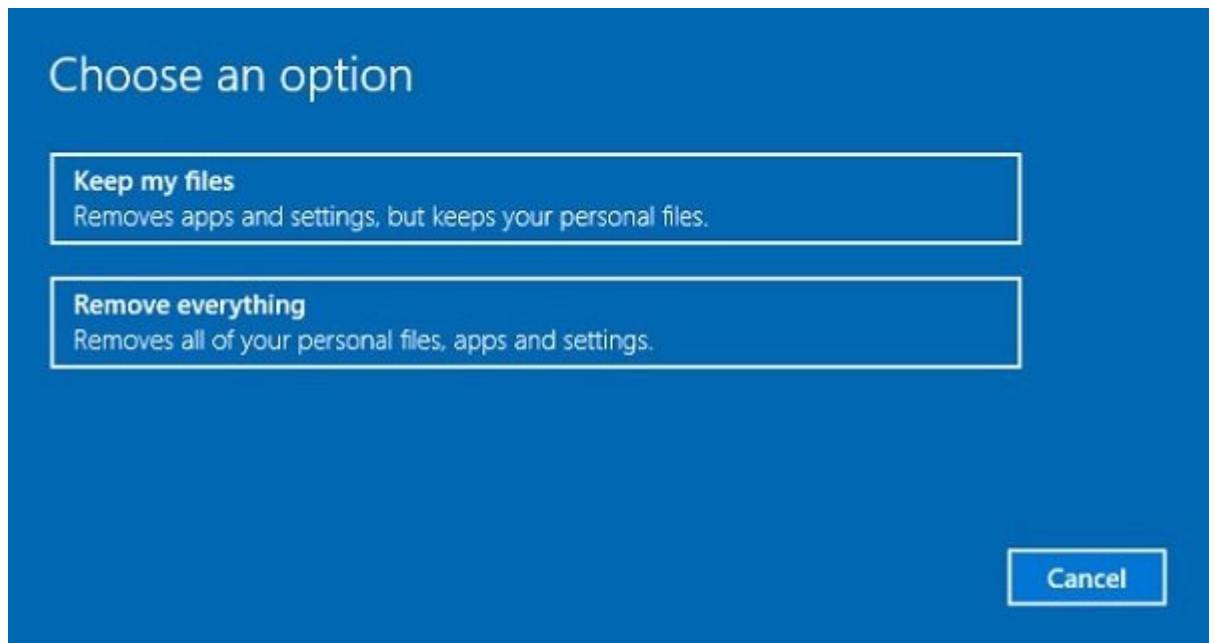 Choose an option
Keep my files
Removes apps and settings, but keeps your personal files.
Remove everything
Removes all of your personal files, apps and settings.
Cancel